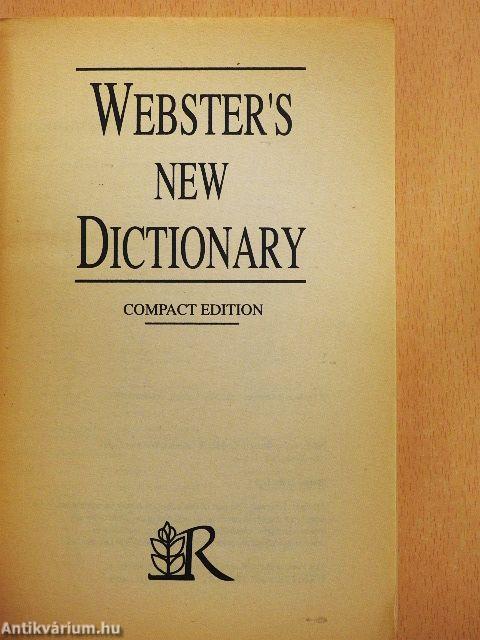 WEBSTER'S
NEW
DICTIONARY
COMPACT EDITION
R
Antikvárium.hu